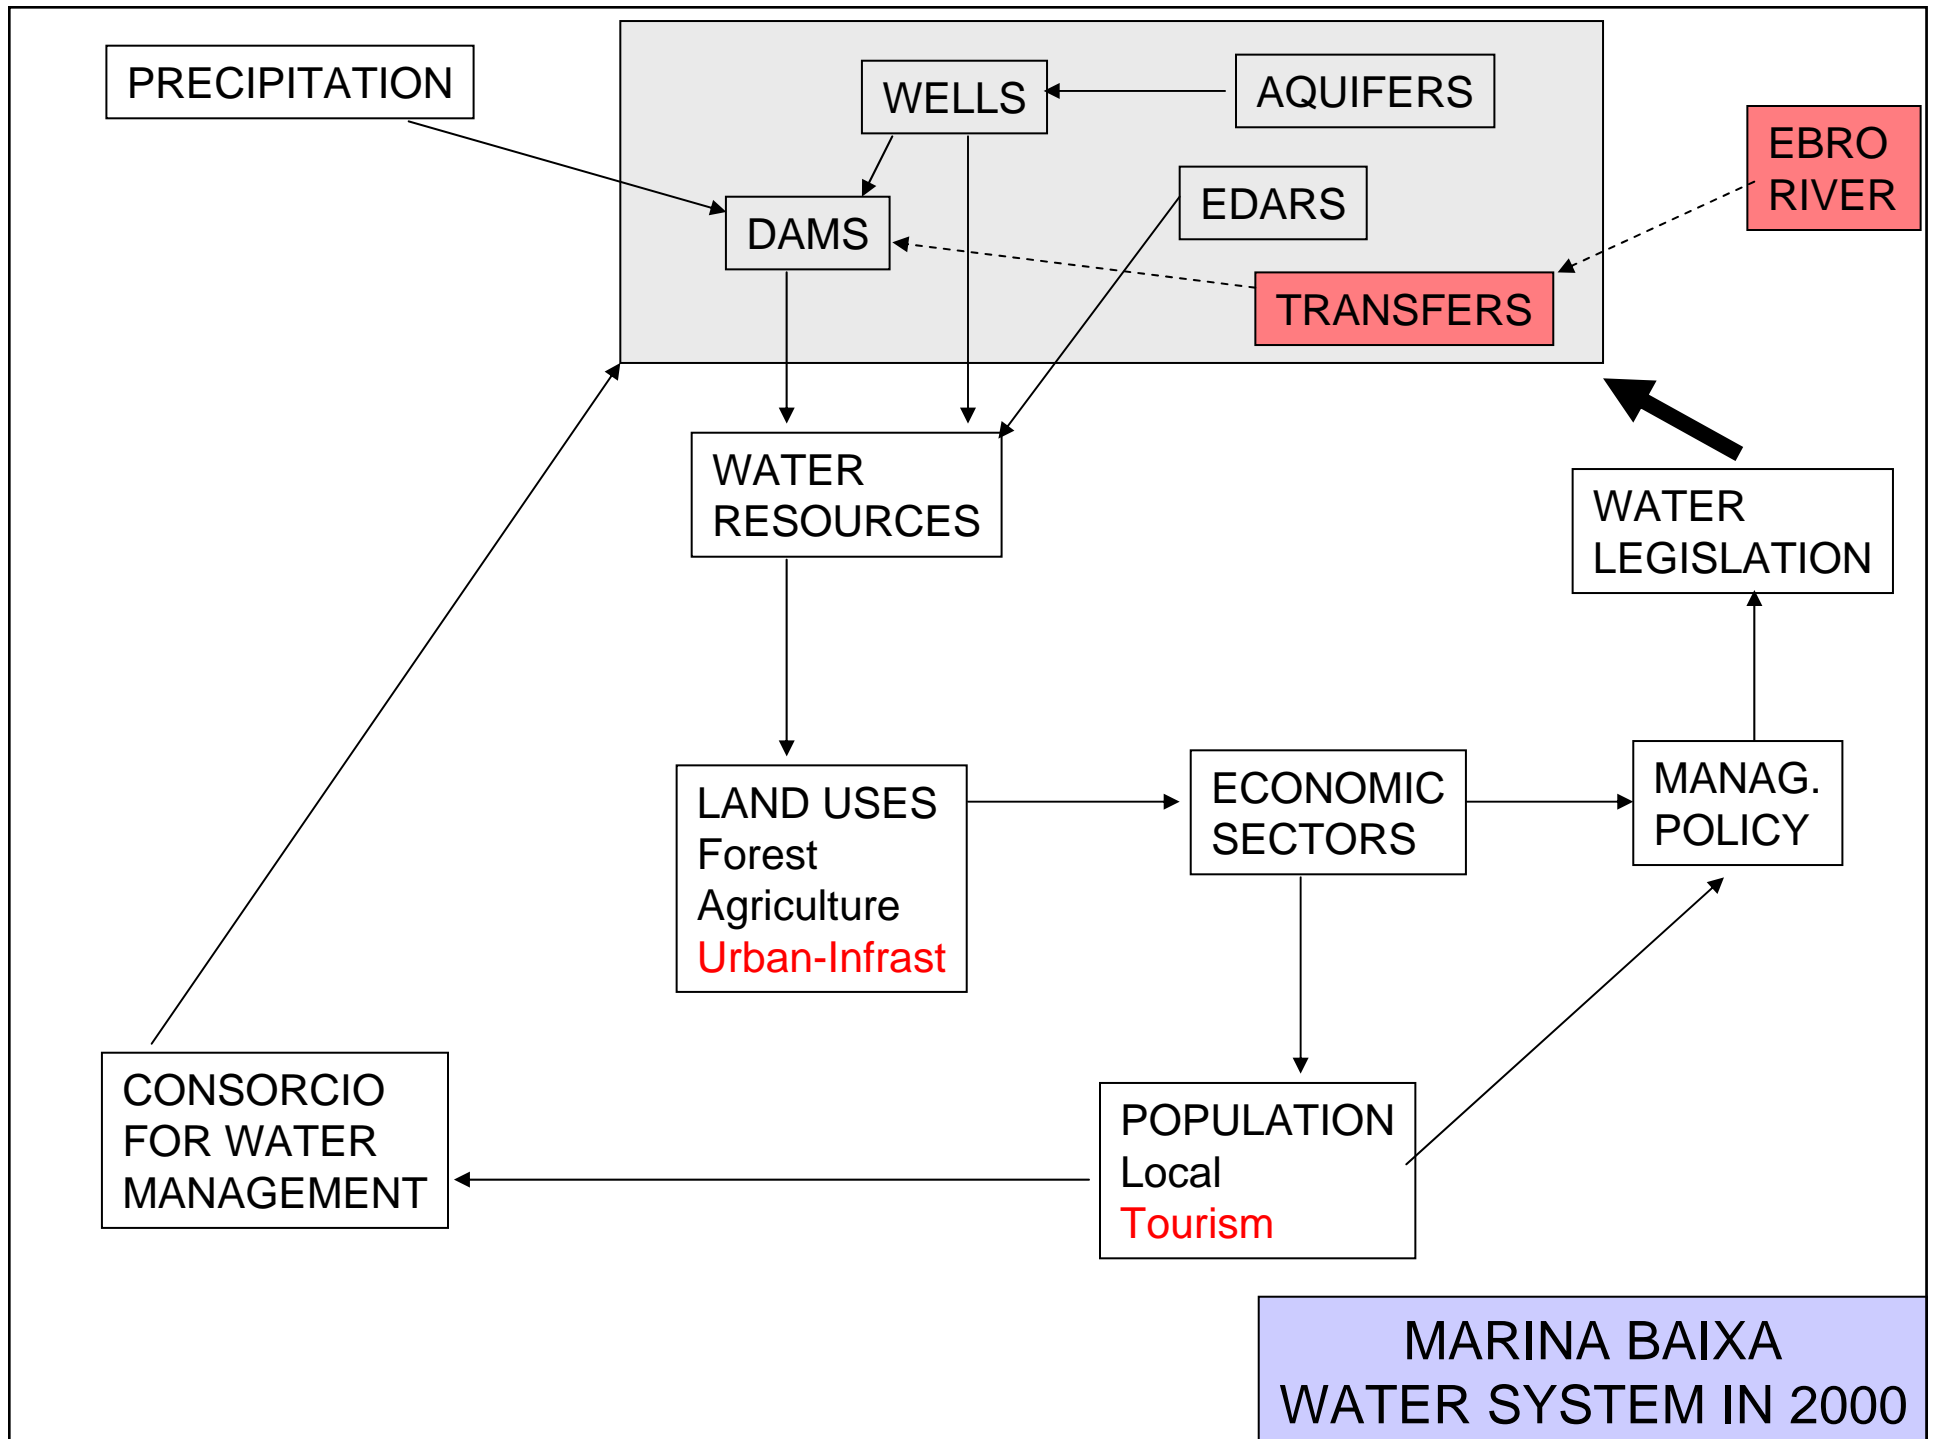 PRECIPITATION
WELLS
AQUIFERS
EBRO
RIVER
EDARS
DAMS
TRANSFERS
WATER
RESOURCES
WATER
LEGISLATION
LAND USES
Forest
Agriculture
Urban-Infrast
ECONOMIC
SECTORS
MANAG.
POLICY
CONSORCIO
FOR WATER
MANAGEMENT
POPULATION
Local
Tourism
MARINA BAIXA
WATER SYSTEM IN 2000